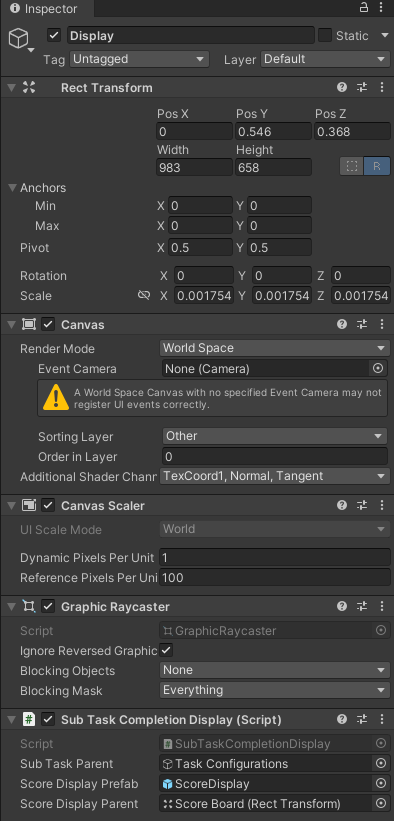 Inspector
Display
Static
Tag Untagged Layer Default
Rect Transform
Pos X Pos Y Pos Z
0 0.546 0.368
Width Height
983 658
R
Anchors
Min X 0 Y 0
Max X 0 Y 0
Pivot X 0.5 Y 0.5
Rotation X 0 Y 0 Z 0
Scale X 0.001754 Y 0.001754 Z 0.001754
Canvas
Render Mode World Space
Event Camera None (Camera)
A World Space Canvas with no specified Event Camera may not
register UI events correctly.
Sorting Layer Other
Order in Layer 0
Additional Shader Chanr TexCoord1, Normal, Tangent
Canvas Scaler
UI Scale Mode World
Dynamic Pixels Per Unit 1
Reference Pixels Per Uni 100
Graphic Raycaster
Script GraphicRaycaster
Ignore Reversed Graphic
Blocking Objects None
Blocking Mask Everything
# Sub Task Completion Display (Script)
Script # SubTaskCompletionDisplay
Sub Task Parent Task Configurations
Score Display Prefab ScoreDisplay
Score Display Parent Score Board (Rect Transform)